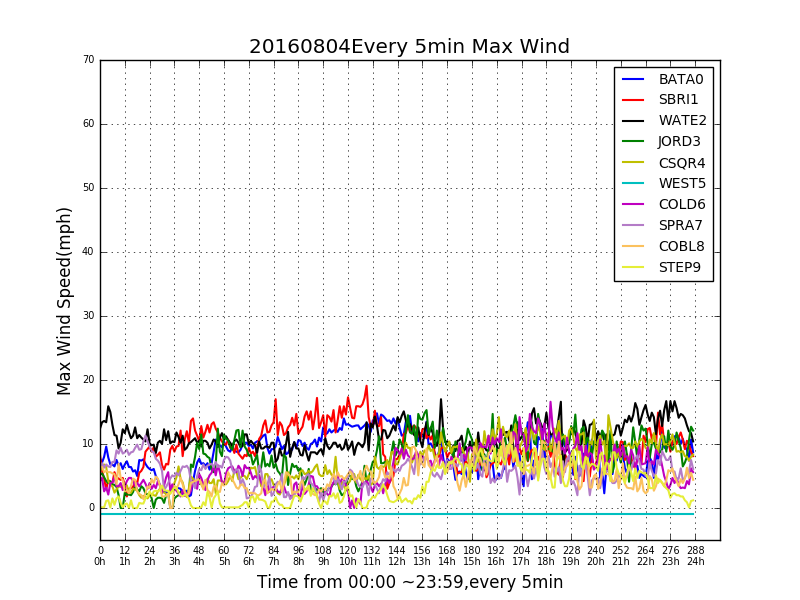 20160804Every 5min Max Wind
70
60
50
40
30
20
10
0
Max Wind Speed(mph)
BATA0
SBRI1
WATE2
JORD3
CSQR4
WEST5
COLD6
SPRA7
COBL8
STEP9
0 12 24 36 48 60 72 84 96 108 120 132 144 156 168 180 192 204 216 228 240 252 264 276 288
0h 1h 2h 3h 4h 5h 6h 7h 8h 9h 10h 11h 12h 13h 14h 15h 16h 17h 18h 19h 20h 21h 22h 23h 24h
Time from 00:00 ~23:59,every 5min